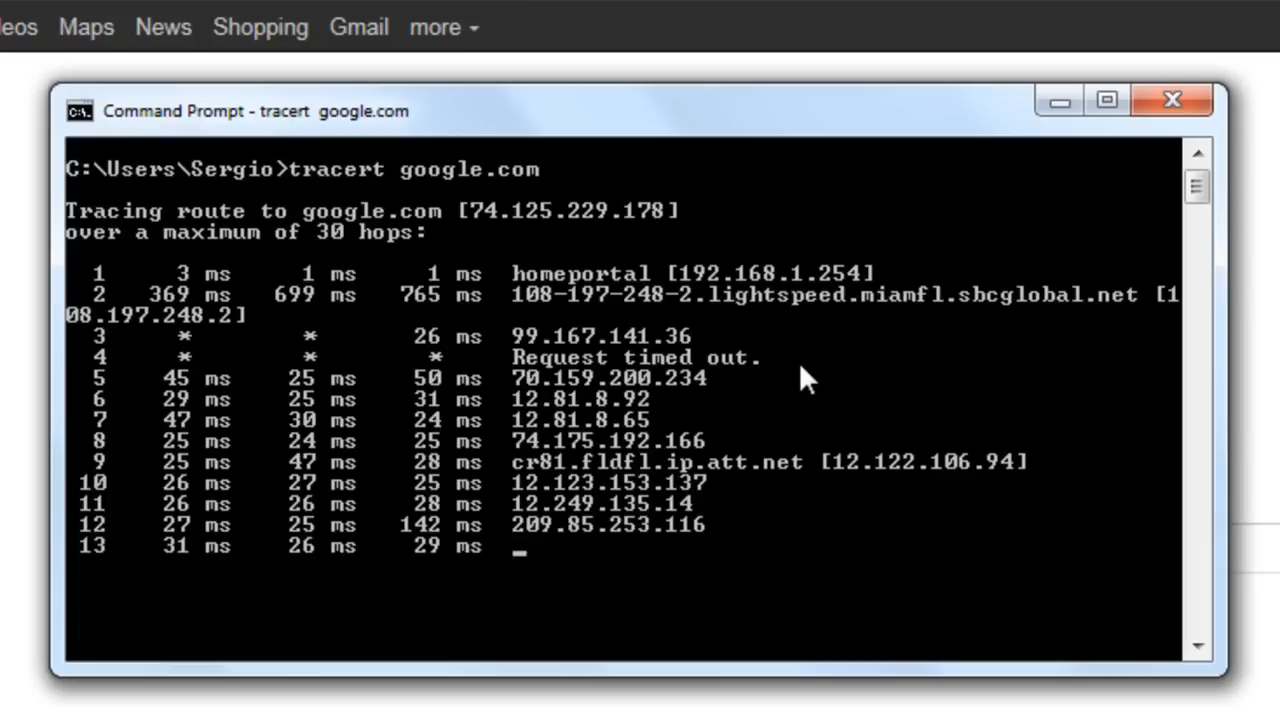 eos Maps News Shopping Gmail more
Command Prompt - tracert google.com
C:\Users\Sergio>tracert google.com
Tracing route to google.com [74.125.229.178]
over a maximum of 30 hops:
1 3 ms 1 ms 1 ms homeportal [192.168.1.254]
2 369 ms 699 ms 765 ms 108-197-248-2.lightspeed.miamfl.sbcglobal.net [1
08.197.248.2]
3 * * 26 ms 99.167.141.36
4 * * * Request timed out.
5 45 ms 25 ms 50 ms 70.159.200.234
6 29 ms 25 ms 31 ms 12.81.8.92
7 47 ms 30 ms 24 ms 12.81.8.65
8 25 ms 24 ms 25 ms 74.175.192.166
9 25 ms 47 ms 28 ms cr81.fldfl.ip.att.net [12.122.106.94]
10 26 ms 27 ms 25 ms 12.123.153.137
11 26 ms 26 ms 28 ms 12.249.135.14
12 27 ms 25 ms 142 ms 209.85.253.116
13 31 ms 26 ms 29 ms _